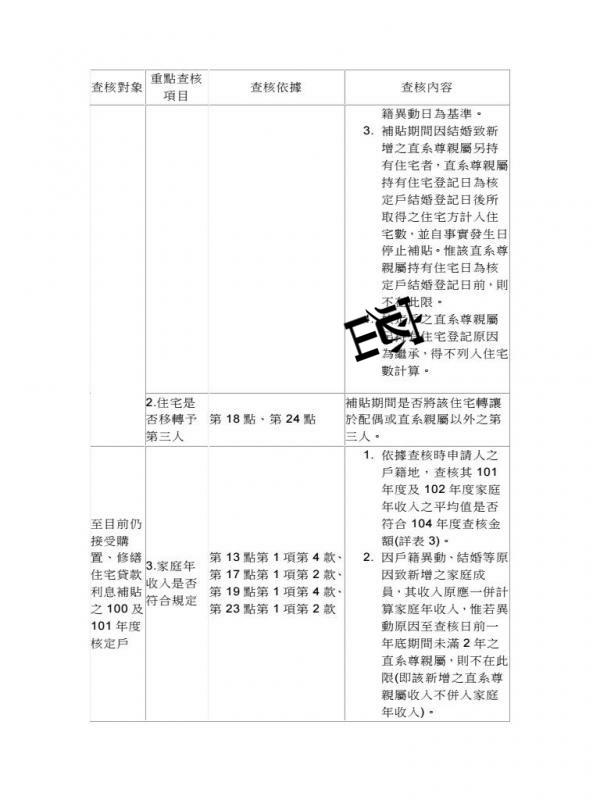 查核對象
重點查核
項目
查核依據
查核內容
籍異動日為基準。
3. 補貼期間因結婚致新
增之直系尊親屬另持
有住宅者，直系尊親屬
持有住宅登記日為核
定戶結婚登記日後所
取得之住宅方計入住
宅數，並自事實發生日
停止補貼。惟該直系尊
親屬持有住宅日為核
定戶結婚登記日前，則
不在此限。
之直系尊親屬
住宅登記原因
為繼承，得不列入住宅
數計算。
2.住宅是
否移轉予
第三人
第 18 點、第 24 點
補貼期間是否將該住宅轉讓
於配偶或直系親屬以外之第
三人。
至目前仍
接受購
置、修繕
住宅貸款
利息補貼
之 100 及
101 年度
核定戶
3.家庭年
收入是否
符合規定
第 13 點第 1 項第 4 款、
第 17 點第 1 項第 2 款、
第 19 點第 1 項第 4 款、
第 23 點第 1 項第 2 款
1. 依據查核時申請人之
戶籍地，查核其 101
年度及 102 年度家庭
年收入之平均值是否
符合 104 年度查核金
額(詳表 3)。
2. 因戶籍異動、結婚等原
因致新增之家庭成
員，其收入原應一併計
算家庭年收入，惟若異
動原因至查核日前一
年底期間未滿 2 年之
直系尊親屬，則不在此
限(即該新增之直系尊
親屬收入不併入家庭
年收入)。